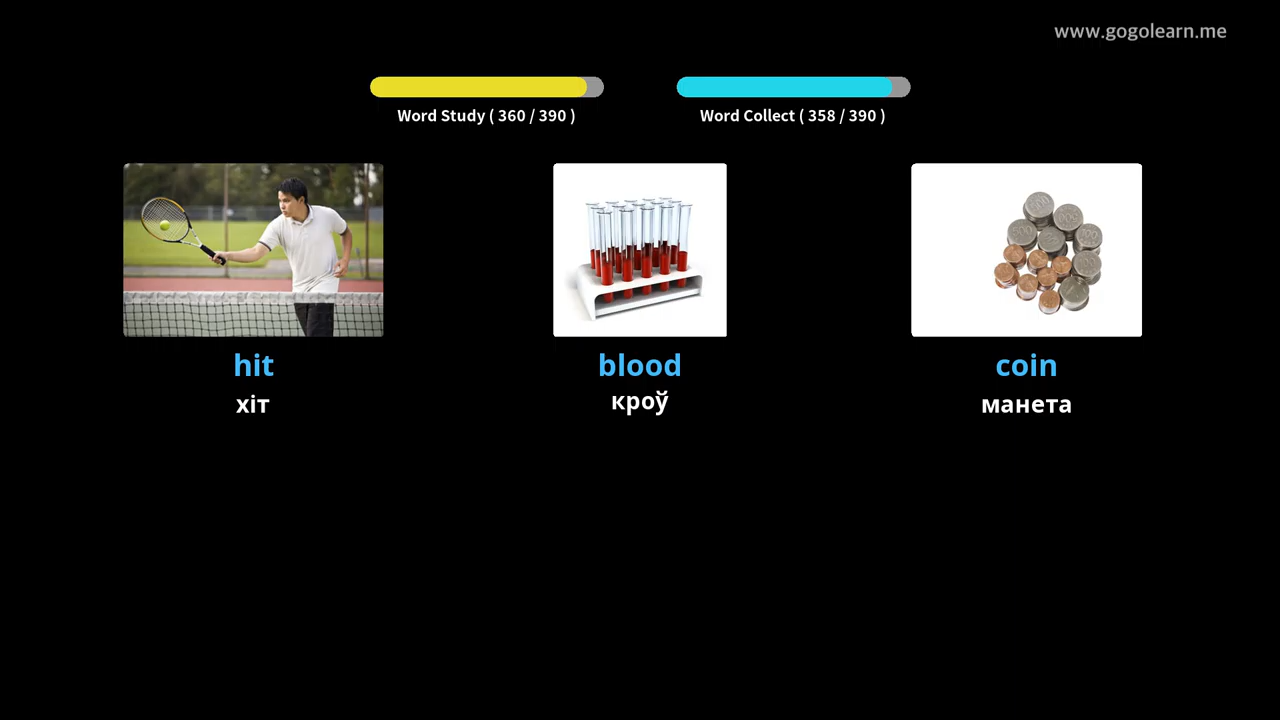 www.gogolearn.me
Word Study ( 360 / 390 )
Word Collect ( 358 / 390 )
hit
хіт
blood
кроў
coin
манета